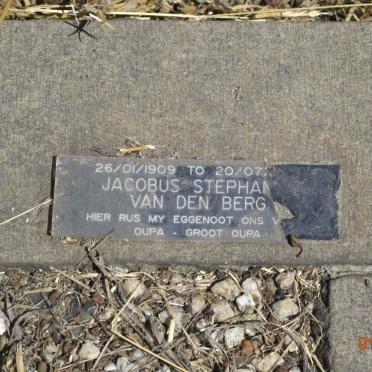 26/01/1909 TO 20/07
JACOBUS STEPHAN
VAN DEN BERG
HIER RUS MY EGGENOOT ONS V
OUPA - GROOT OUPA